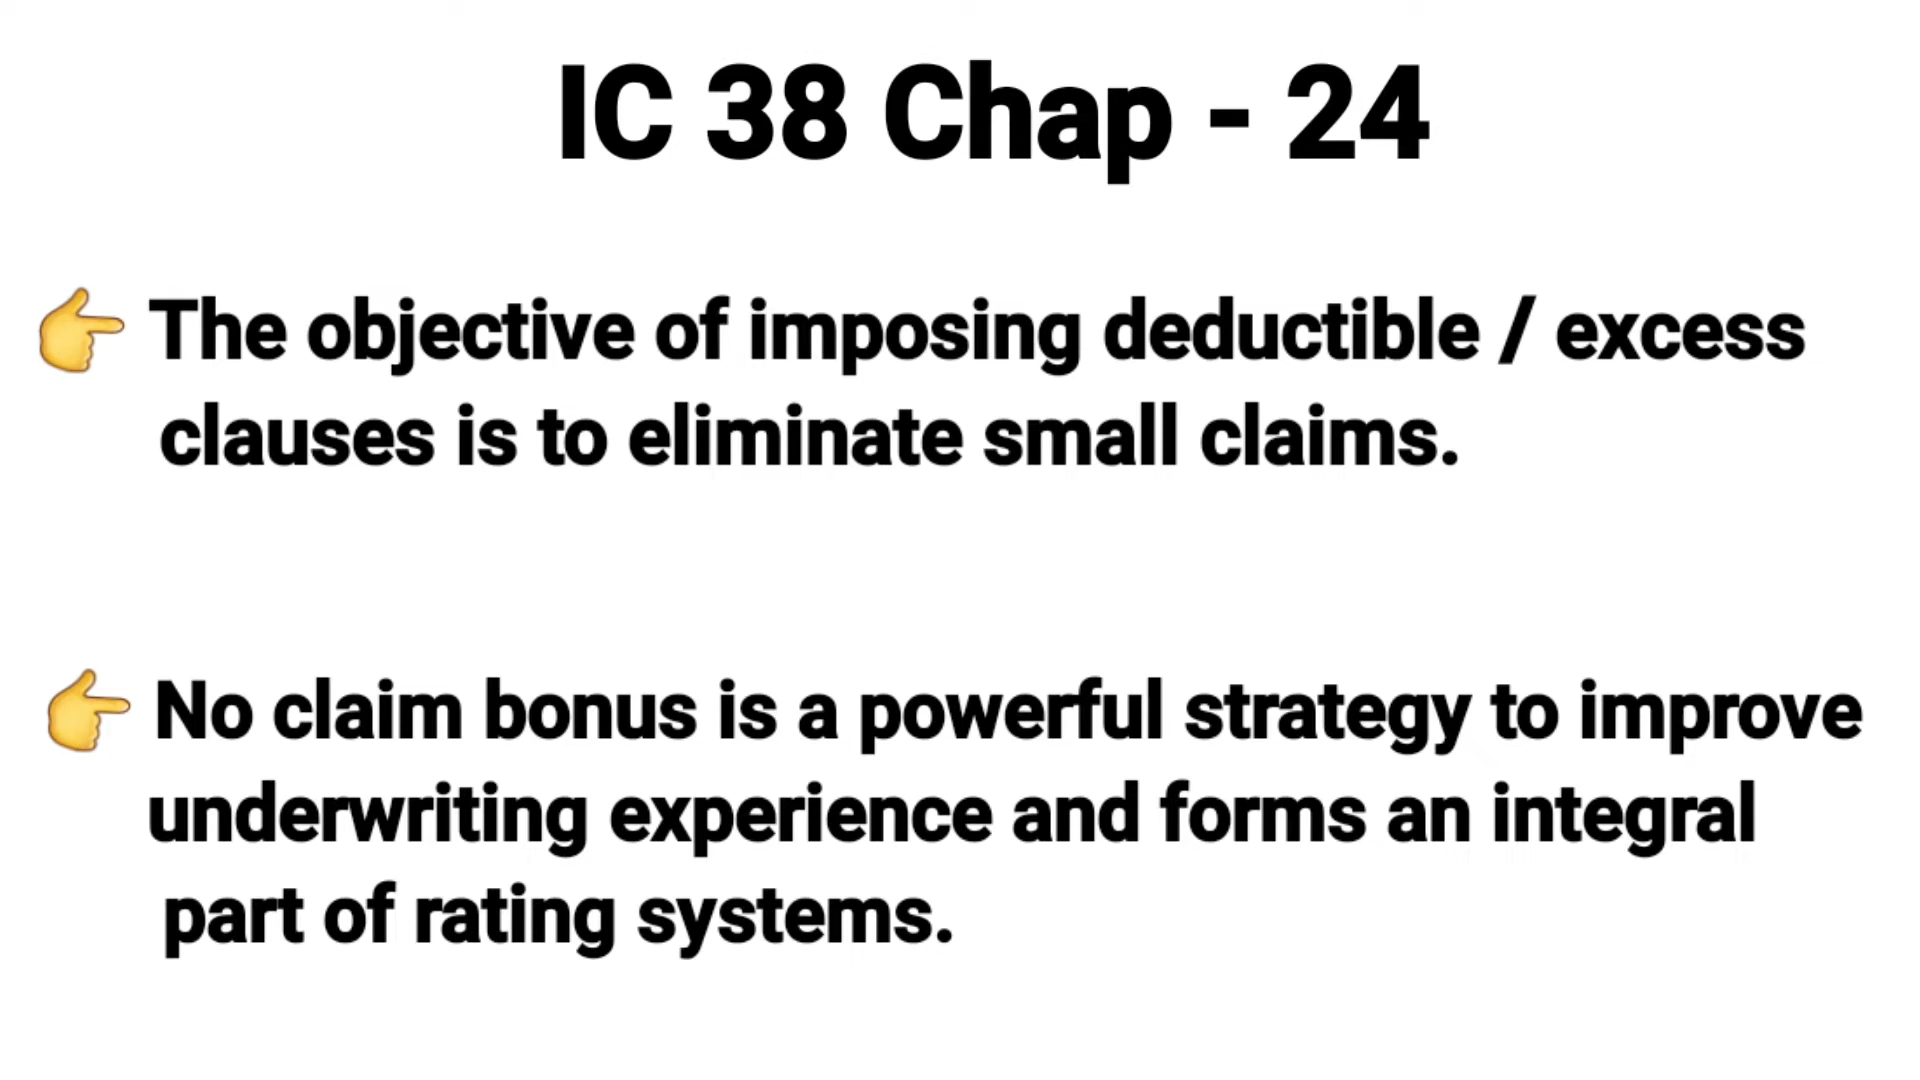 IC 38 Chap - 24
👉 The objective of imposing deductible / excess
clauses is to eliminate small claims.
👉 No claim bonus is a powerful strategy to improve
underwriting experience and forms an integral
part of rating systems.